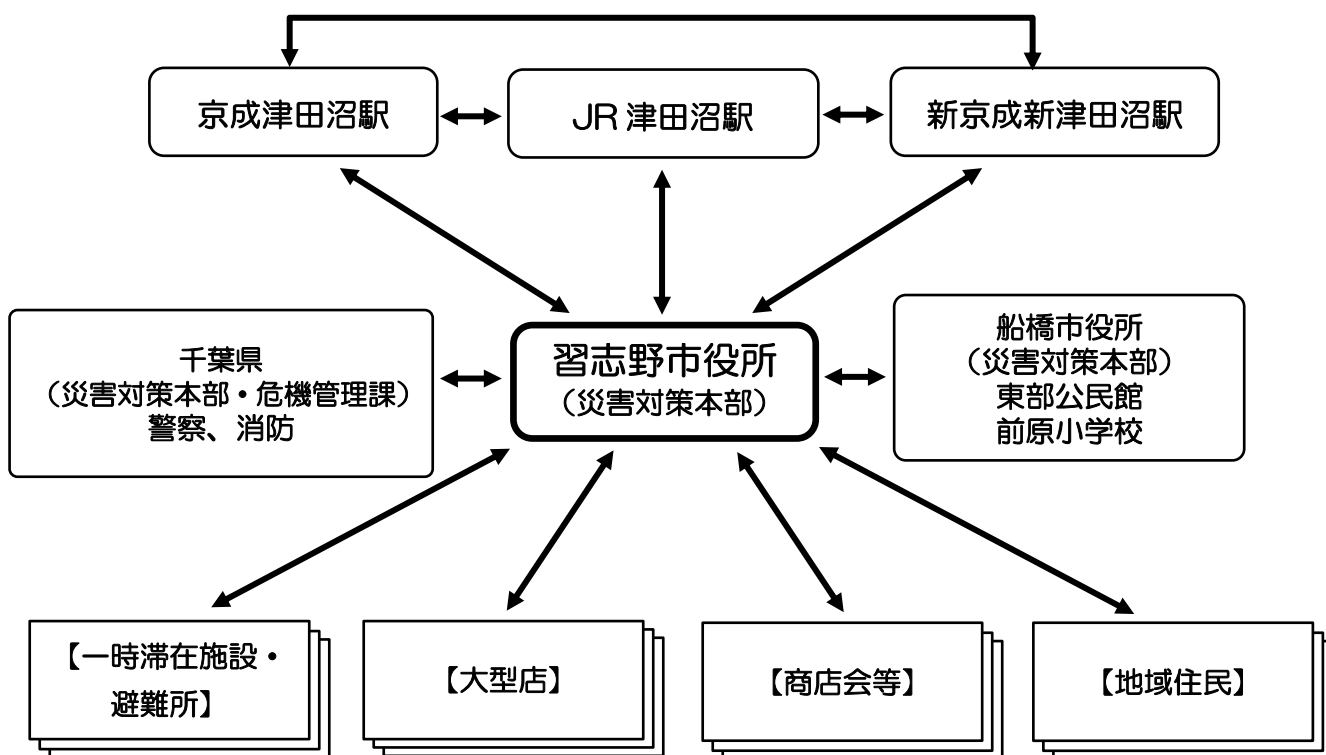 京成津田沼駅
JR 津田沼駅
新京成新津田沼駅
千葉県
（災害対策本部・危機管理課）
警察、消防
習志野市役所
（災害対策本部）
船橋市役所
（災害対策本部）
東部公民館
前原小学校
【一時滞在施設・
避難所】
【大型店】
【商店会等】
【地域住民】